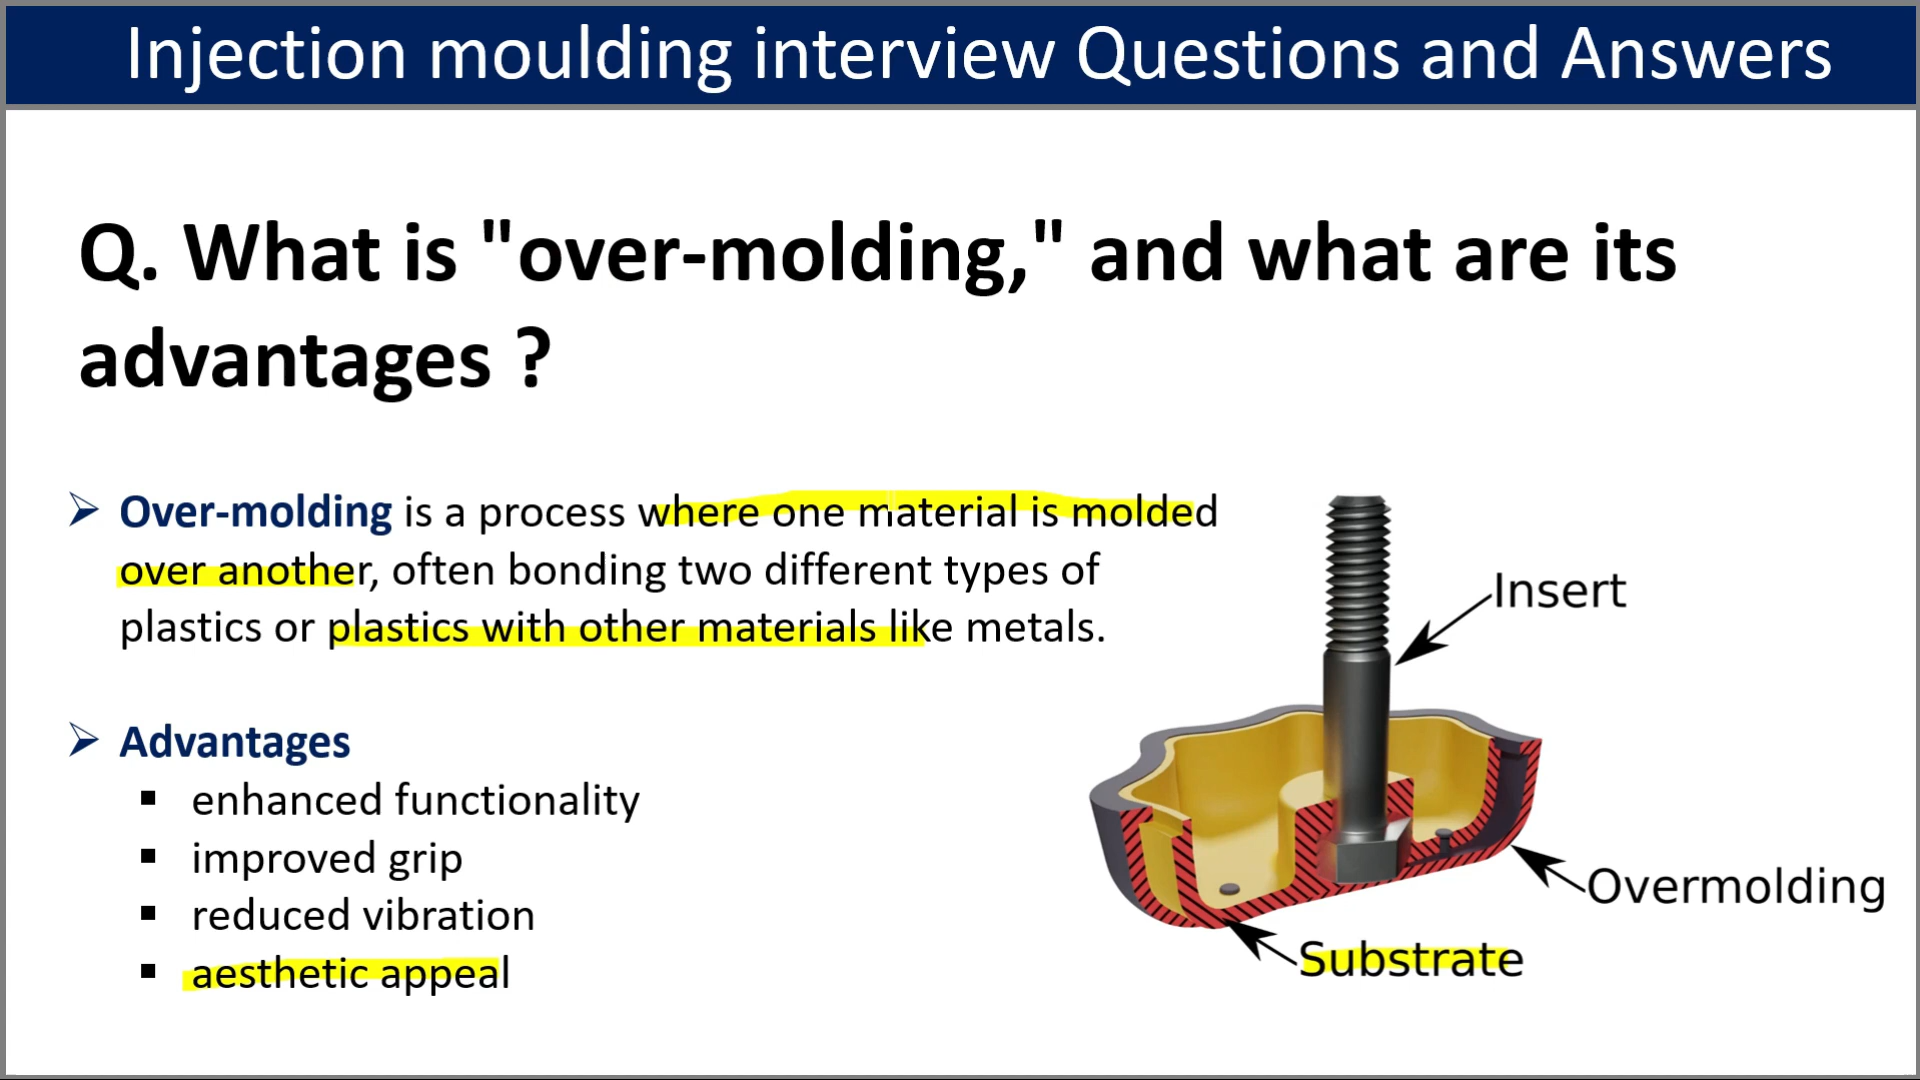 Injection moulding interview Questions and Answers
Q. What is "over-molding," and what are its
advantages ?
➢ Over-molding is a process where one material is molded
over another, often bonding two different types of
plastics or plastics with other materials like metals.
➢ Advantages
▪ enhanced functionality
▪ improved grip
▪ reduced vibration
▪ aesthetic appeal
Insert
Overmolding
Substrate